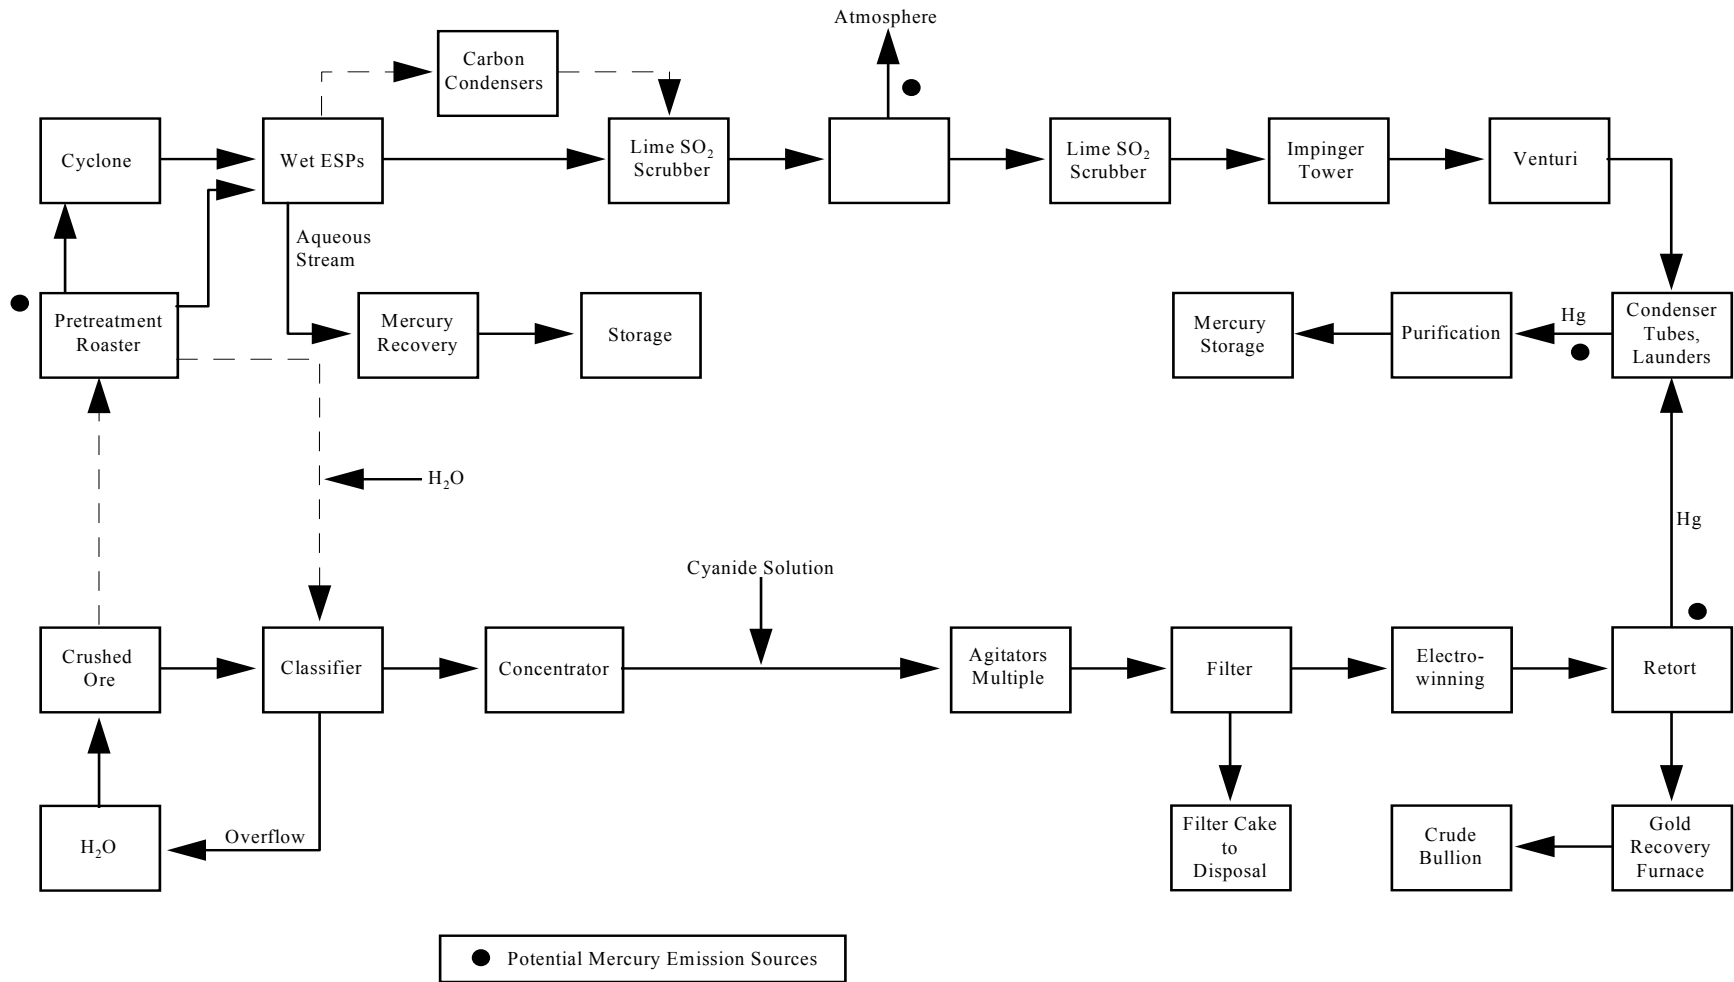 Atmosphere
Carbon
Condensers
Cyclone
Wet ESPs
Lime SO₂
Scrubber
Lime SO₂
Scrubber
Impinger
Tower
Venturi
Aqueous
Stream
Pretreatment
Roaster
Mercury
Recovery
Storage
Mercury
Storage
Purification
Hg
Condenser
Tubes,
Launders
H₂O
Hg
Cyanide Solution
Crushed
Ore
Classifier
Concentrator
Agitators
Multiple
Filter
Electro-
winning
Retort
H₂O
Overflow
Filter Cake
to
Disposal
Crude
Bullion
Gold
Recovery
Furnace
Potential Mercury Emission Sources